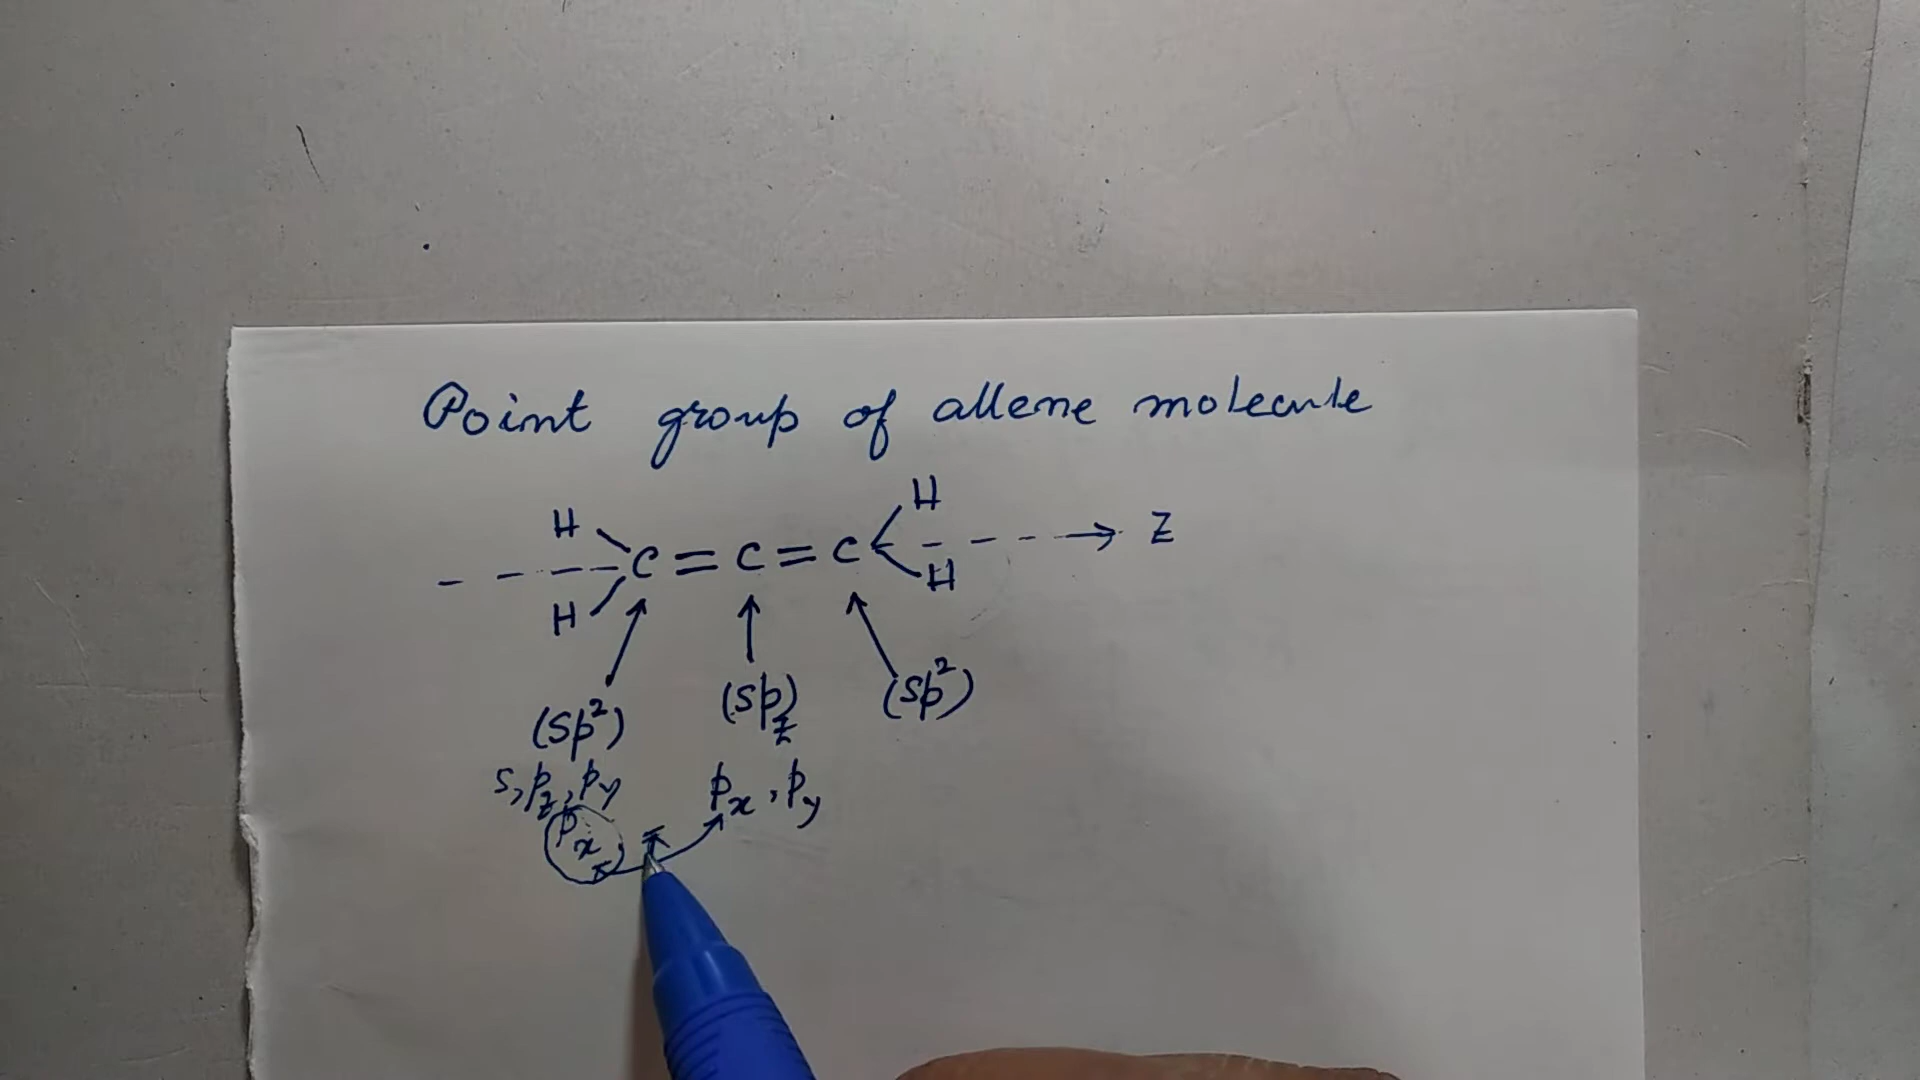 Point group of allene molecule
H H
C = C = C Z
H H
(sp²) (sp)z (sp²)
s, pz, py px, py
px π